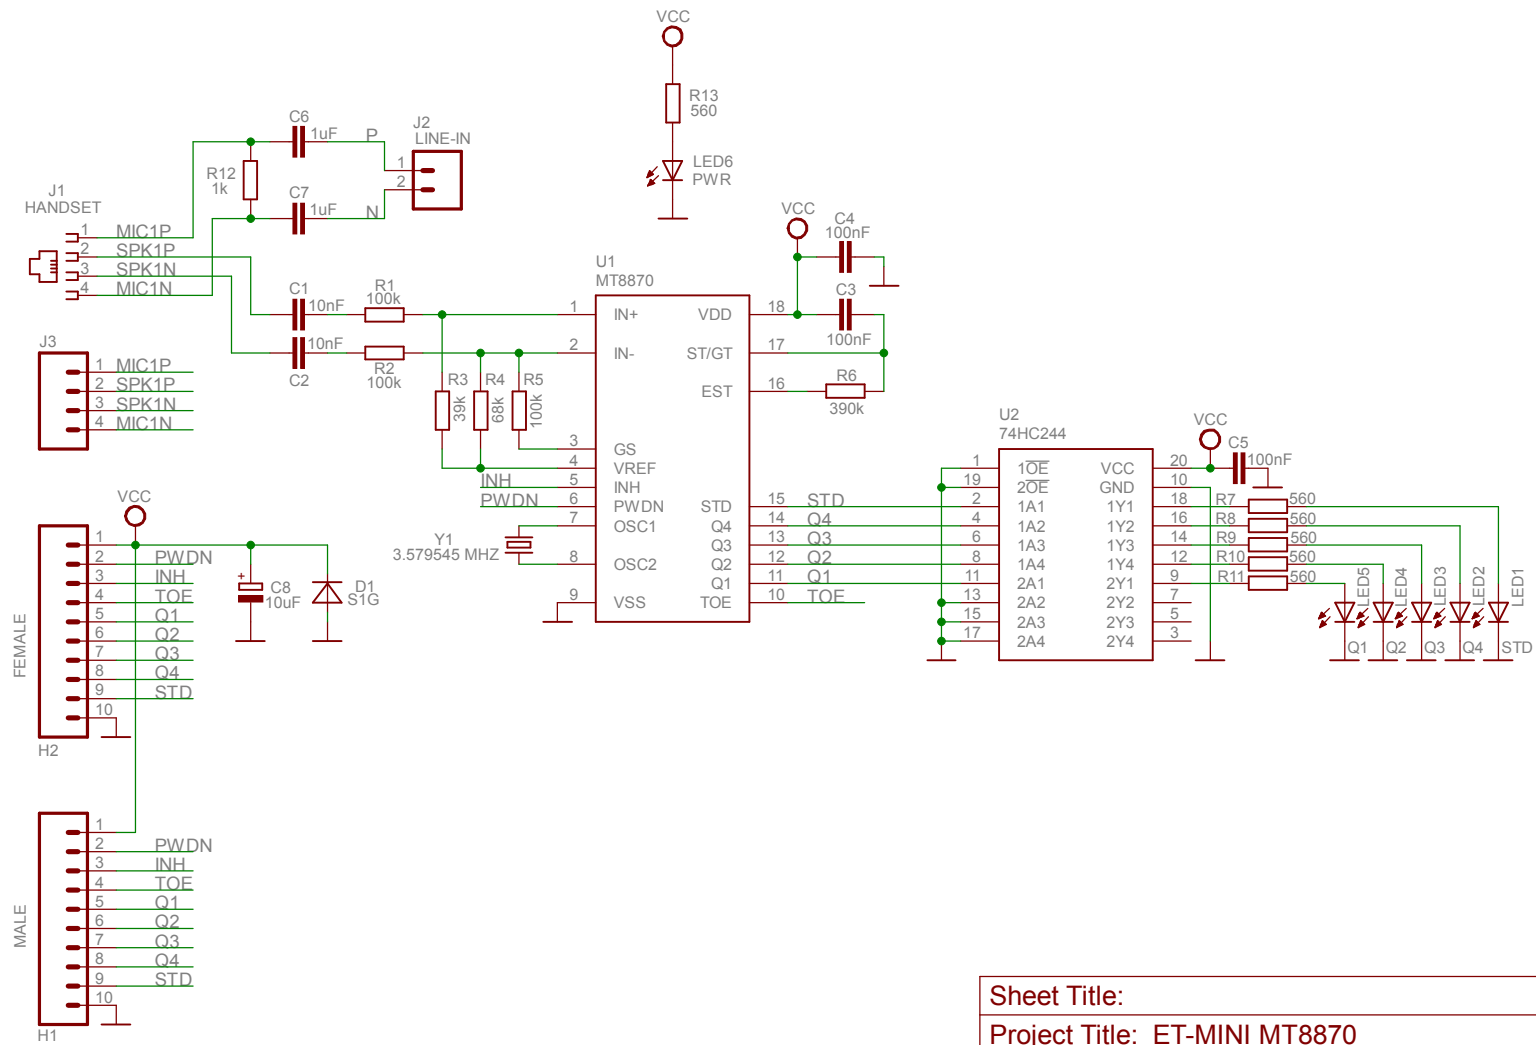 VCC
R13
560
LED6
PWR
C6
1uF
P
J2
LINE-IN
1
2
R12
1k
C7
1uF
N
J1
HANDSET
1 MIC1P
2 SPK1P
3 SPK1N
4 MIC1N
C1
10nF
R1
100k
10nF
C2
R2
100k
R3
39k
R4
68k
R5
100k
J3
1 MIC1P
2 SPK1P
3 SPK1N
4 MIC1N
U1
MT8870
1 IN+
2 IN-
3 GS
4 VREF
INH 5 INH
PWDN 6 PWDN
7 OSC1
8 OSC2
9 VSS
Y1
3.579545 MHZ
VDD 18
ST/GT 17
EST 16
STD 15 STD
Q4 14 Q4
Q3 13 Q3
Q2 12 Q2
Q1 11 Q1
TOE 10 TOE
VCC
C4
100nF
C3
100nF
R6
390k
U2
74HC244
1 1OE
19 2OE
2 1A1
4 1A2
6 1A3
8 1A4
11 2A1
13 2A2
15 2A3
17 2A4
VCC 20
GND 10
1Y1 18
1Y2 16
1Y3 14
1Y4 12
2Y1 9
2Y2 7
2Y3 5
2Y4 3
VCC
C5
100nF
R7 560
R8 560
R9 560
R10 560
R11 560
LED5
LED4
LED3
LED2
LED1
Q1
Q2
Q3
Q4
STD
VCC
FEMALE
1
2 PWDN
3 INH
4 TOE
5 Q1
6 Q2
7 Q3
8 Q4
9 STD
10
H2
+
C8
10uF
D1
S1G
MALE
1
2 PWDN
3 INH
4 TOE
5 Q1
6 Q2
7 Q3
8 Q4
9 STD
10
H1
Sheet Title:
Project Title: ET-MINI MT8870